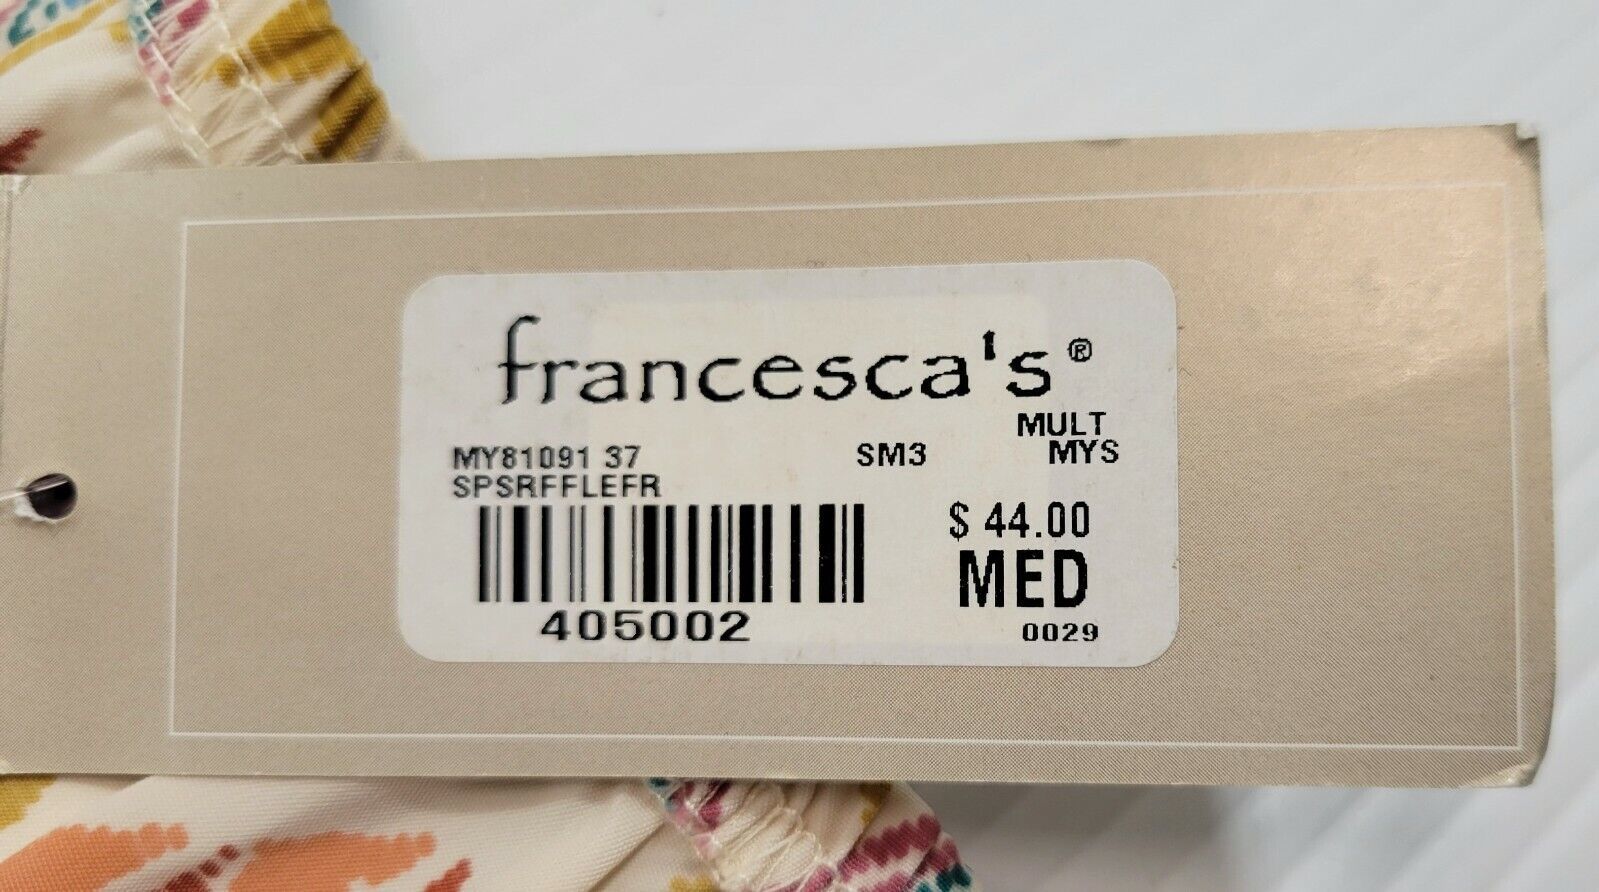 francesca's®
MULT
MY81091 37 SM3 MYS
SPSRFFLEFR
$ 44.00
MED
405002 0029